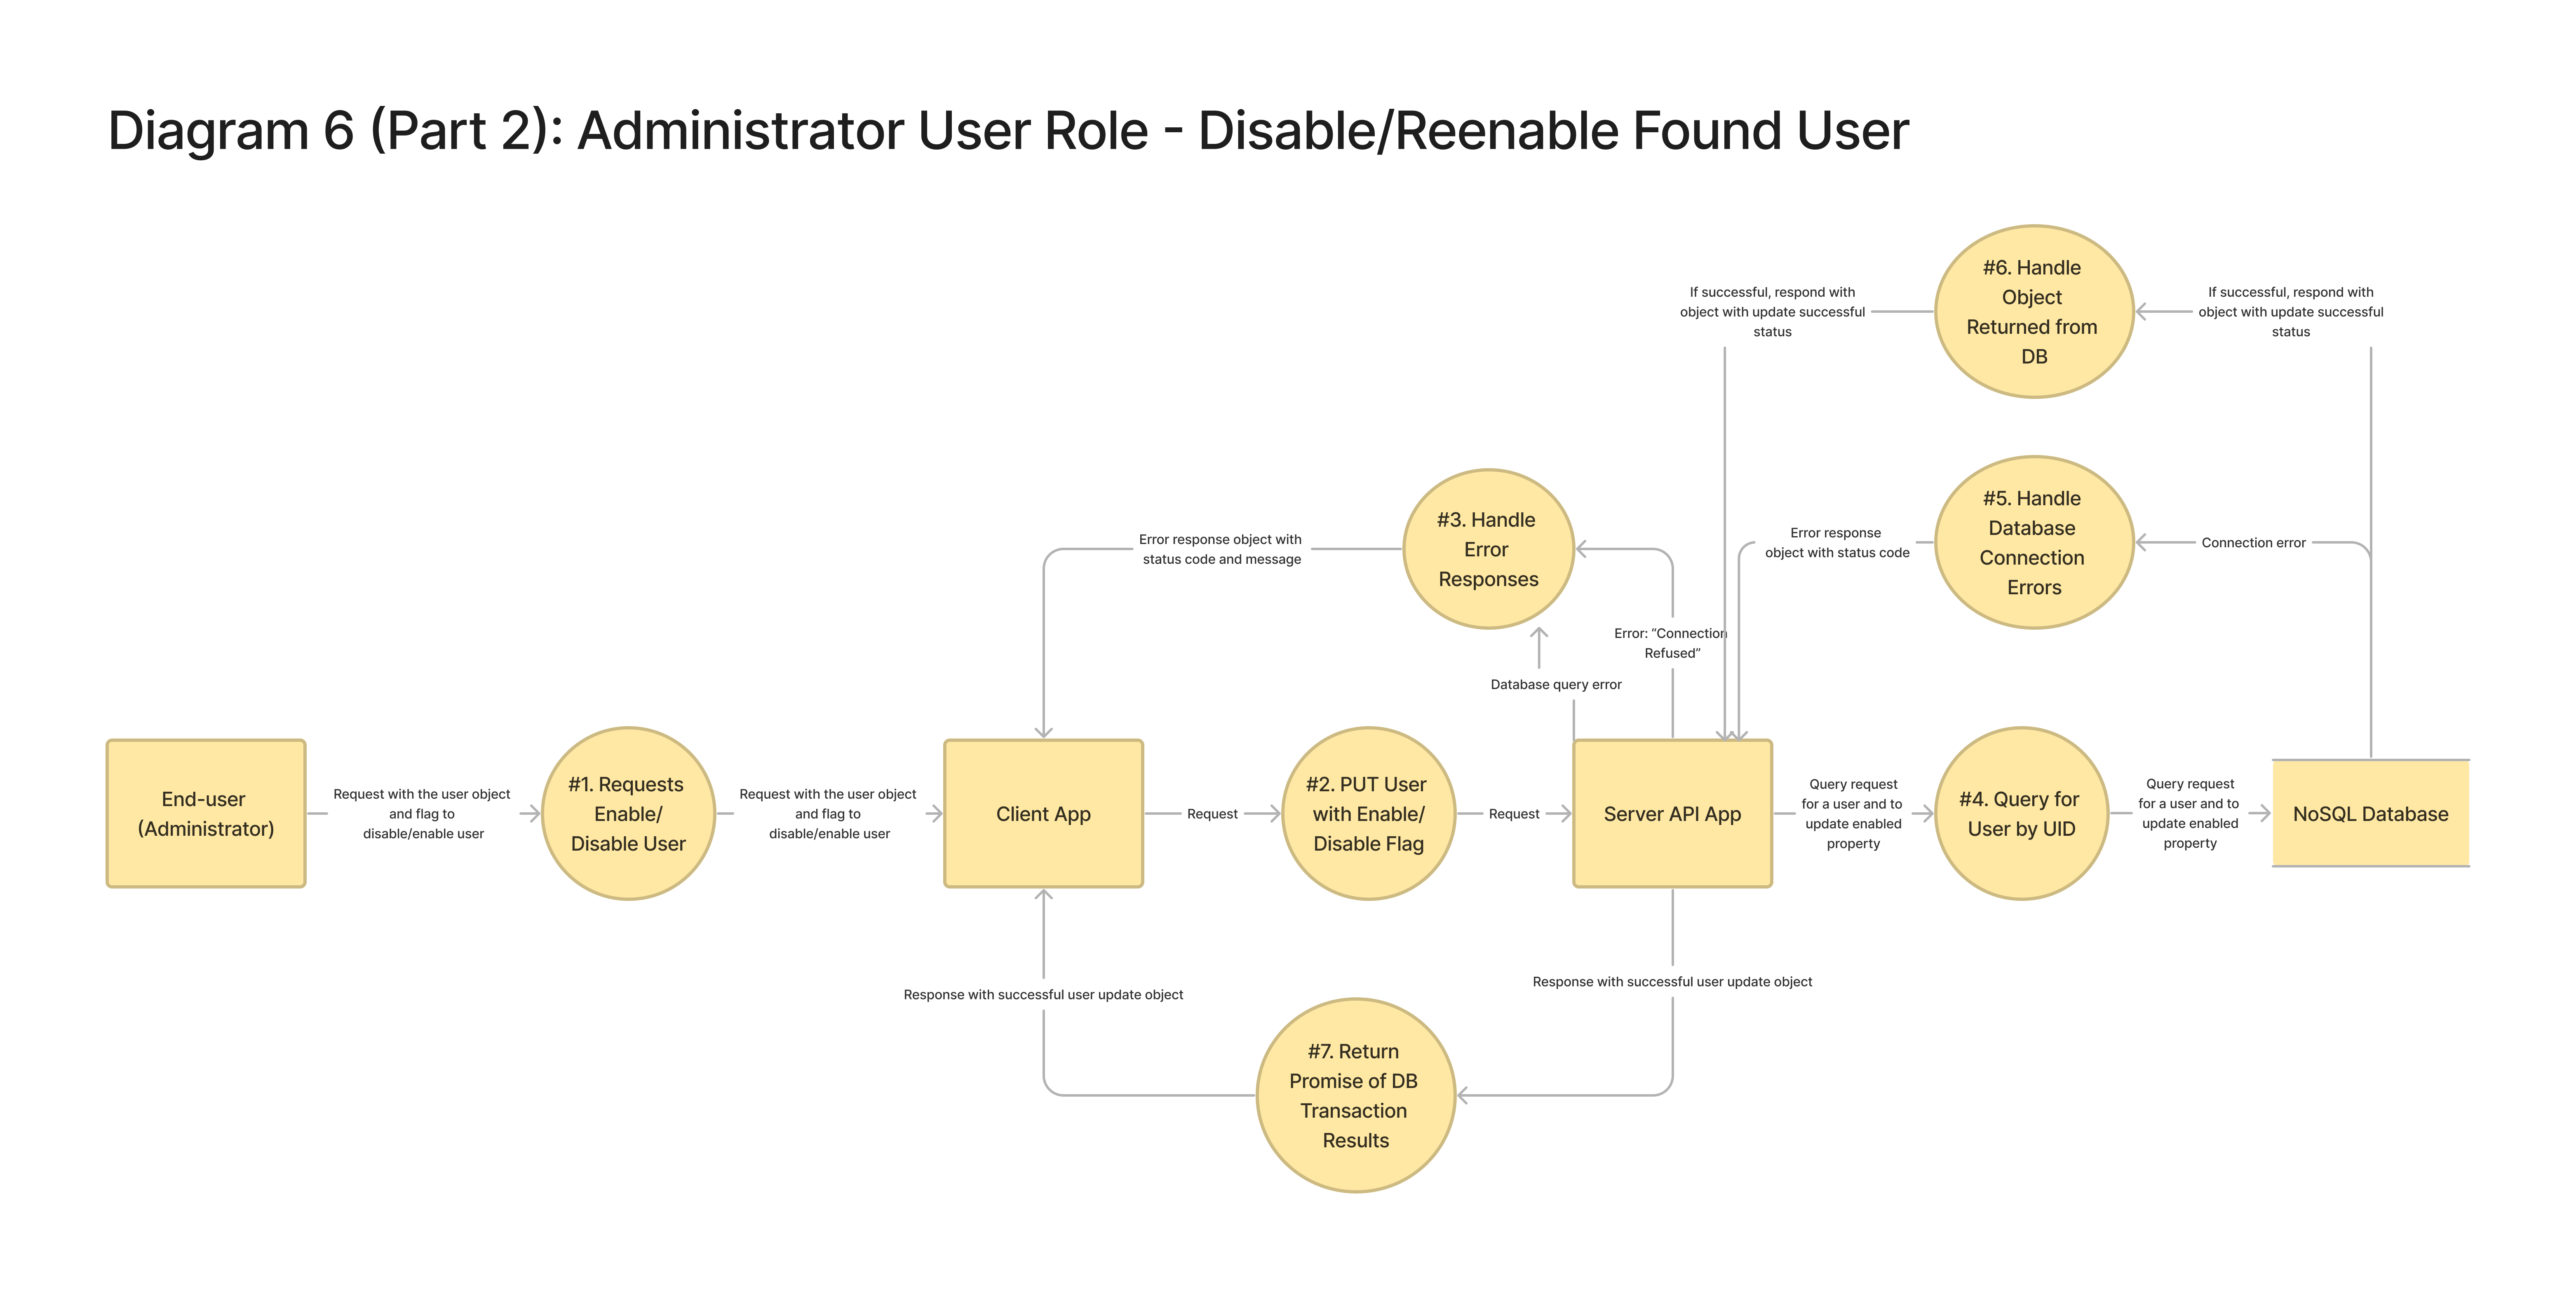 Diagram 6 (Part 2): Administrator User Role - Disable/Reenable Found User
#6. Handle
Object
Returned from
DB
If successful, respond with
object with update successful
status
If successful, respond with
object with update successful
status
#5. Handle
Database
Connection
Errors
Error response
object with status code
Connection error
#3. Handle
Error
Responses
Error response object with
status code and message
Error: “Connection
Refused”
Database query error
End-user
(Administrator)
Request with the user object
and flag to
disable/enable user
#1. Requests
Enable/
Disable User
Request with the user object
and flag to
disable/enable user
Client App
Request
#2. PUT User
with Enable/
Disable Flag
Request
Server API App
Query request
for a user and to
update enabled
property
#4. Query for
User by UID
Query request
for a user and to
update enabled
property
NoSQL Database
Response with successful user update object
Response with successful user update object
#7. Return
Promise of DB
Transaction
Results